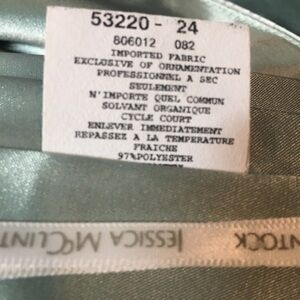 53220 - 24
806012 082
IMPORTED FABRIC
EXCLUSIVE OF ORNAMENTATION
PROFESSIONNEL A SEC
SEULEMENT
N'IMPORTE QUEL COMMUN
SOLVANT ORGANIQUE
CYCLE COURT
ENLEVER IMMEDIATEMENT
REPASSEZ A LA TEMPERATURE
FRAICHE
97%POLYESTER
JESSICA McCLINT
NTOCK